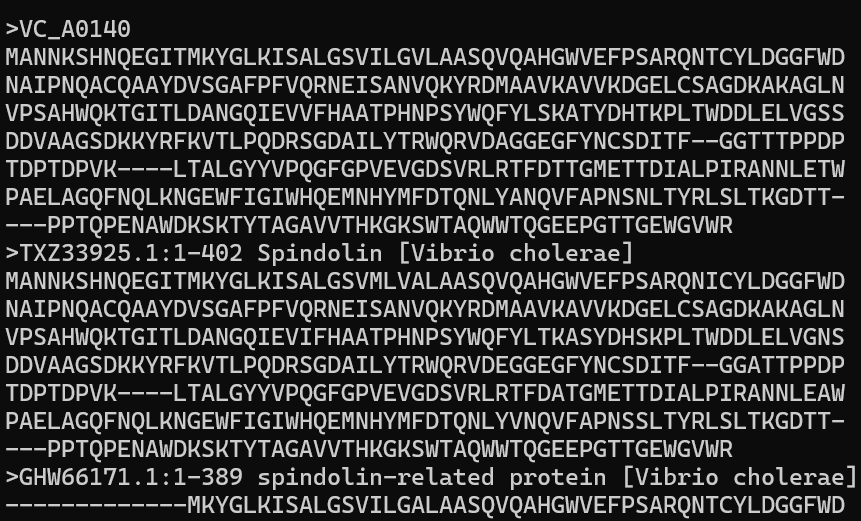 >VC_A0140
MANNKSHNQEGITMKYGLKISALGSVILGVLAASQVQAHGWVEFPSARQNTCYLDGGFWD
NAIPNQACQAAYDVSGAFPFVQRNEISANVQKYRDMAAVKAVVKDGELCSAGDKAKAGLN
VPSAHWQKTGITLDANGQIEVVFHAATPHNPSYWQFYLSKATYDHTKPLTWDDLELVGSS
DDVAAGSDKKYRFKVTLPQDRSGDAILYTRWQRVDAGGEGFYNCSDITF--GGTTTPPDP
TDPTDPVK----LTALGYYVPQGFGPVEVGDSVRLRTFDTTGMETTDIALPIRANNLETW
PAELAGQFNQLKNGEWFIGIWHQEMNHYMFDTQNLYANQVFAPNSNLTYRLSLTKGDTT-
---PPTQPENAWDKSKTYTAGAVVTHKGKSWTAQWWTQGEEPGTTGEWGVWR
>TXZ33925.1:1-402 Spindolin [Vibrio cholerae]
MANNKSHNQEGITMKYGLKISALGSVMLVALAASQVQAHGWVEFPSARQNICYLDGGFWD
NAIPNQACQAAYDVSGAFPFVQRNEISANVQKYRDMAAVKAVVKDGELCSAGDKAKAGLN
VPSAHWQKTGITLDANGQIEVIFHAATPHNPSYWQFYLTKASYDHSKPLTWDDLELVGNS
DDVAAGSDKKYRFKVTLPQDRSGDAILYTRWQRVDEGGEGFYNCSDITF--GGATTPPDP
TDPTDPVK----LTALGYYVPQGFGPVEVGDSVRLRTFDATGMETTDIALPIRANNLEAW
PAELAGQFNQLKNGEWFIGIWHQEMNHYMFDTQNLYVNQVFAPNSSLTYRLSLTKGDTT-
---PPTQPENAWDKSKTYTAGAVVTHKGKSWTAQWWTQGEEPGTTGEWGVWR
>GHW66171.1:1-389 spindolin-related protein [Vibrio cholerae]
-------------MKYGLKISALGSVILGALAASQVQAHGWVEFPSARQNTCYLDGGFWD